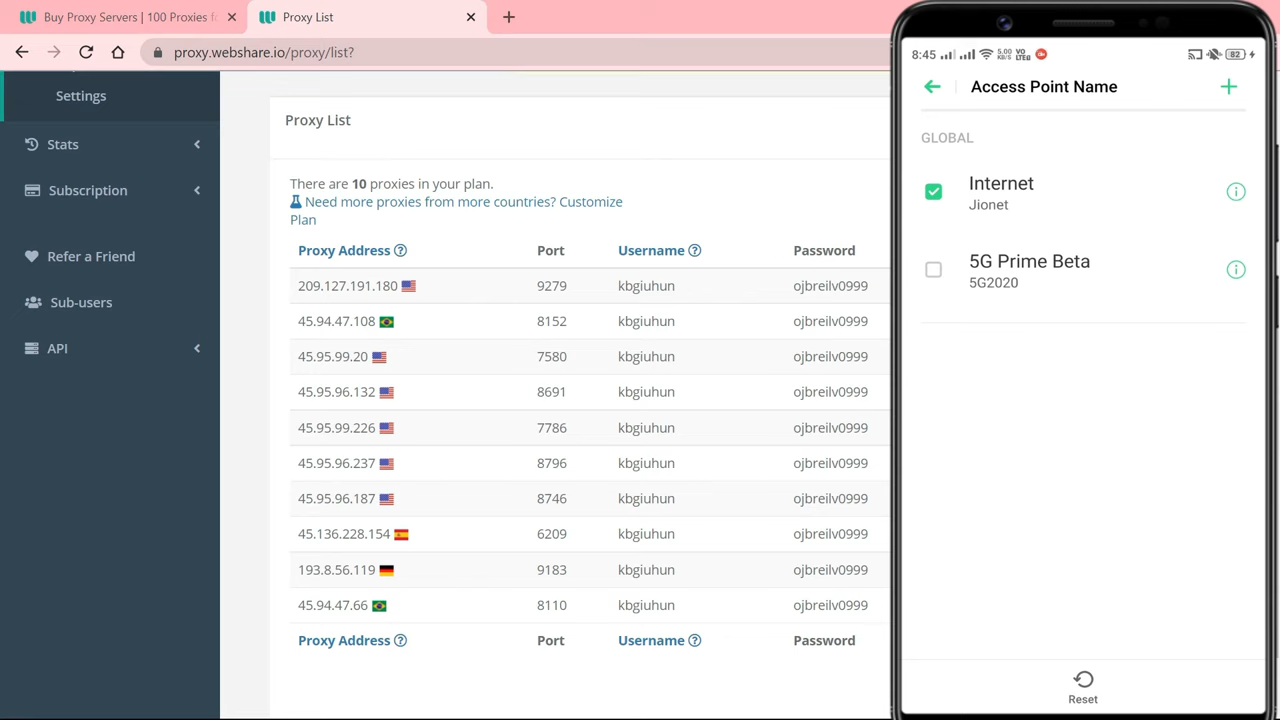 Buy Proxy Servers | 100 Proxies f
Proxy List
proxy.webshare.io/proxy/list?
Settings
Stats
Subscription
Refer a Friend
Sub-users
API
Proxy List
There are 10 proxies in your plan.
Need more proxies from more countries? Customize
Plan
Proxy Address Port Username Password
209.127.191.180 9279 kbgiuhun ojbreilv0999
45.94.47.108 8152 kbgiuhun ojbreilv0999
45.95.99.20 7580 kbgiuhun ojbreilv0999
45.95.96.132 8691 kbgiuhun ojbreilv0999
45.95.99.226 7786 kbgiuhun ojbreilv0999
45.95.96.237 8796 kbgiuhun ojbreilv0999
45.95.96.187 8746 kbgiuhun ojbreilv0999
45.136.228.154 6209 kbgiuhun ojbreilv0999
193.8.56.119 9183 kbgiuhun ojbreilv0999
45.94.47.66 8110 kbgiuhun ojbreilv0999
Proxy Address Port Username Password
8:45 5.00 KB/S VO LTE 82
Access Point Name
GLOBAL
Internet
Jionet
5G Prime Beta
5G2020
Reset